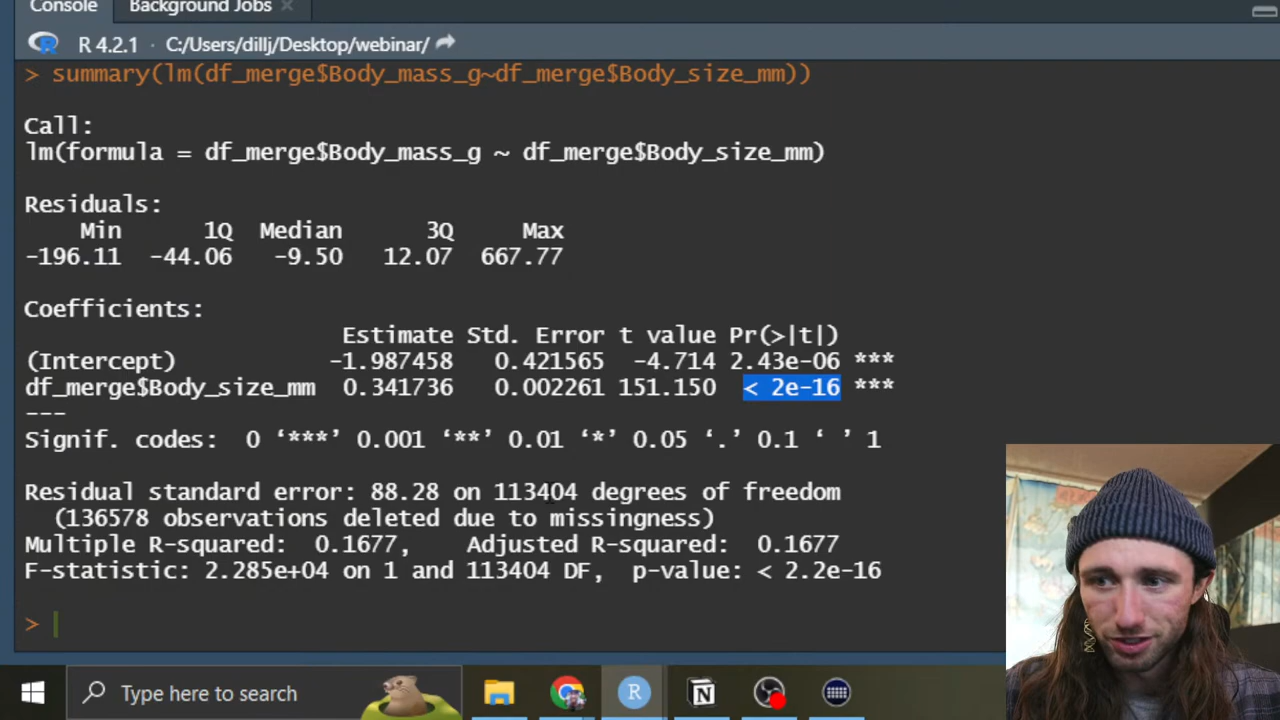 Console Background Jobs
R 4.2.1 · C:/Users/dillj/Desktop/webinar/
> summary(lm(df_merge$Body_mass_g~df_merge$Body_size_mm))
Call:
lm(formula = df_merge$Body_mass_g ~ df_merge$Body_size_mm)
Residuals:
Min 1Q Median 3Q Max
-196.11 -44.06 -9.50 12.07 667.77
Coefficients:
Estimate Std. Error t value Pr(>|t|)
(Intercept) -1.987458 0.421565 -4.714 2.43e-06 ***
df_merge$Body_size_mm 0.341736 0.002261 151.150 < 2e-16 ***
---
Signif. codes: 0 ‘***’ 0.001 ‘**’ 0.01 ‘*’ 0.05 ‘.’ 0.1 ‘ ’ 1
Residual standard error: 88.28 on 113404 degrees of freedom
(136578 observations deleted due to missingness)
Multiple R-squared: 0.1677, Adjusted R-squared: 0.1677
F-statistic: 2.285e+04 on 1 and 113404 DF, p-value: < 2.2e-16
>
Type here to search